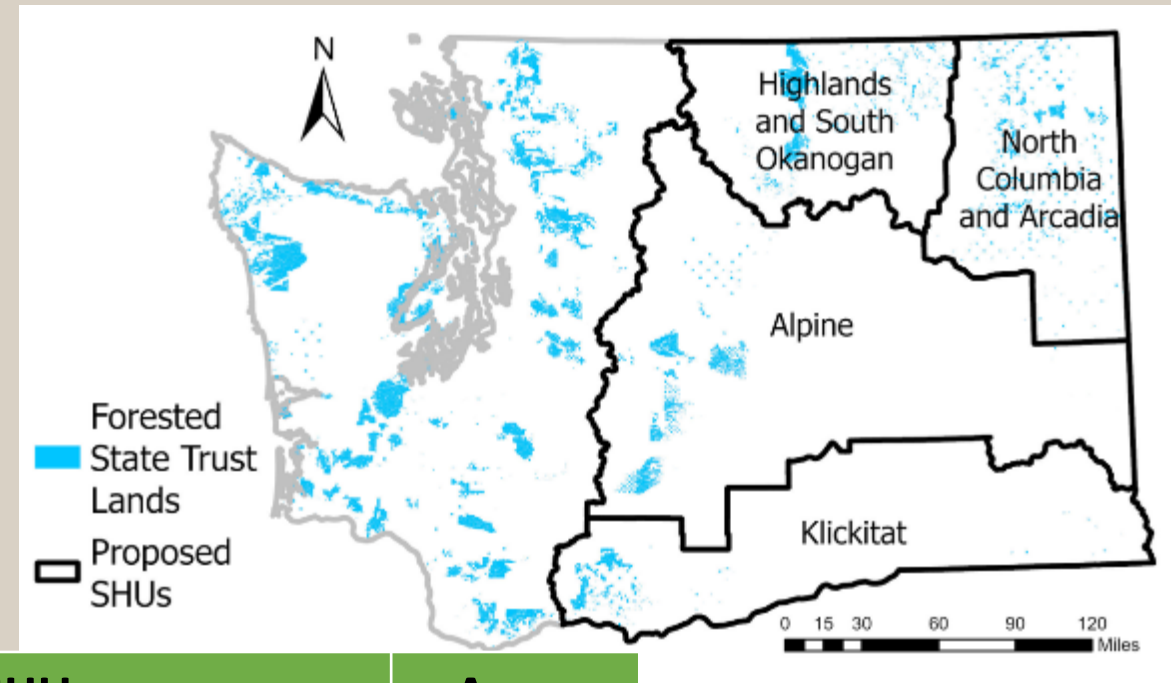 N
Highlands
and South
Okanogan
North
Columbia
and Arcadia
Alpine
Forested
State Trust
Lands
Klickitat
Proposed
SHUs
0 15 30 60 90 120
Miles